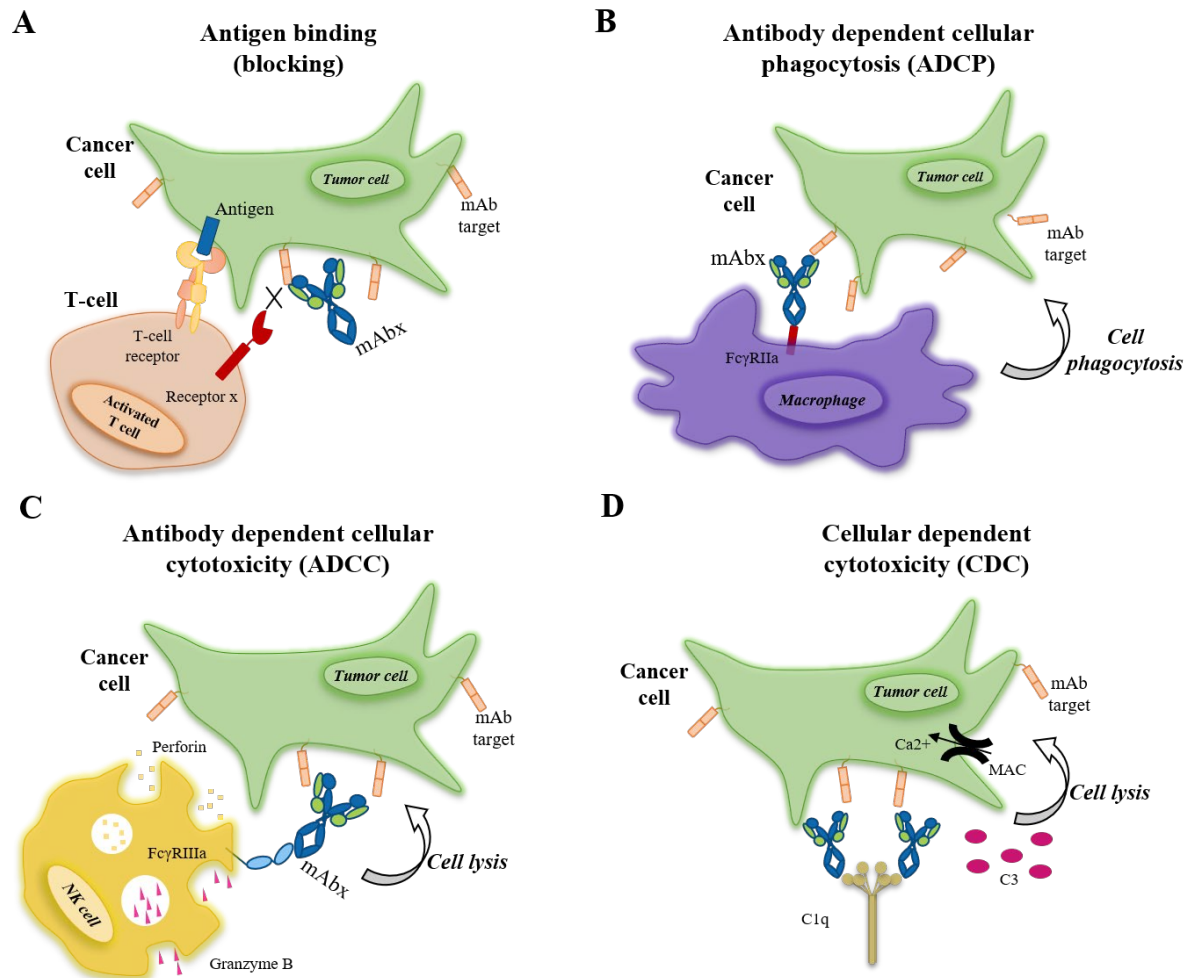 A
Antigen binding
(blocking)
Cancer
cell
Tumor cell
Antigen
mAb
target
T-cell
T-cell
receptor
mAbx
Receptor x
Activated
T cell
B
Antibody dependent cellular
phagocytosis (ADCP)
Cancer
cell
Tumor cell
mAb
target
mAbx
FcγRIIa
Cell
phagocytosis
Macrophage
C
Antibody dependent cellular
cytotoxicity (ADCC)
Cancer
cell
Tumor cell
mAb
target
Perforin
FcγRIIIa
mAbx
Cell lysis
NK cell
Granzyme B
D
Cellular dependent
cytotoxicity (CDC)
Cancer
cell
Tumor cell
mAb
target
Ca2+
MAC
Cell lysis
C3
C1q